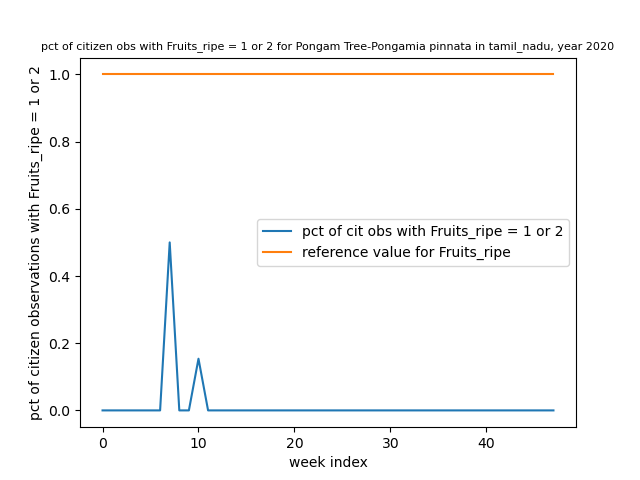 pct of citizen obs with Fruits_ripe = 1 or 2 for Pongam Tree-Pongamia pinnata in tamil_nadu, year 2020
pct of citizen observations with Fruits_ripe = 1 or 2
1.0
0.8
0.6
0.4
0.2
0.0
pct of cit obs with Fruits_ripe = 1 or 2
reference value for Fruits_ripe
0 10 20 30 40
week index